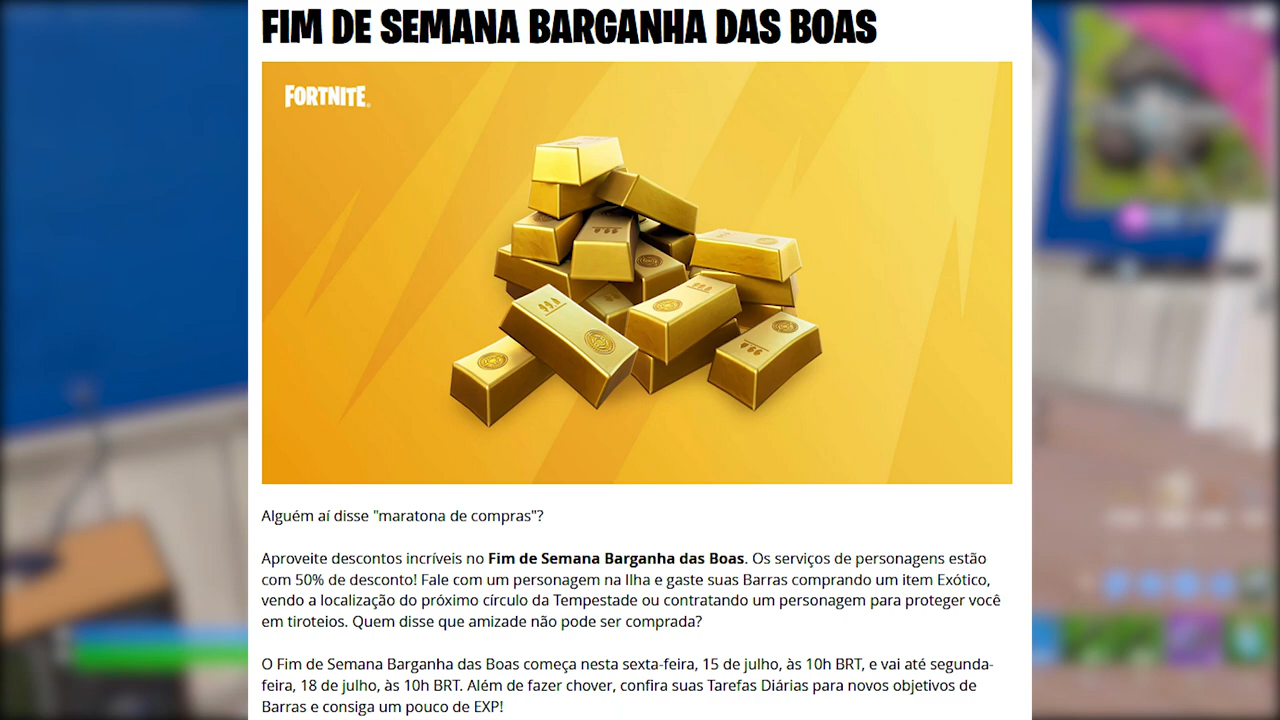 FIM DE SEMANA BARGANHA DAS BOAS
FORTNITE
Alguém aí disse "maratona de compras"?
Aproveite descontos incríveis no Fim de Semana Barganha das Boas. Os serviços de personagens estão
com 50% de desconto! Fale com um personagem na Ilha e gaste suas Barras comprando um item Exótico,
vendo a localização do próximo círculo da Tempestade ou contratando um personagem para proteger você
em tiroteios. Quem disse que amizade não pode ser comprada?
O Fim de Semana Barganha das Boas começa nesta sexta-feira, 15 de julho, às 10h BRT, e vai até segunda-
feira, 18 de julho, às 10h BRT. Além de fazer chover, confira suas Tarefas Diárias para novos objetivos de
Barras e consiga um pouco de EXP!